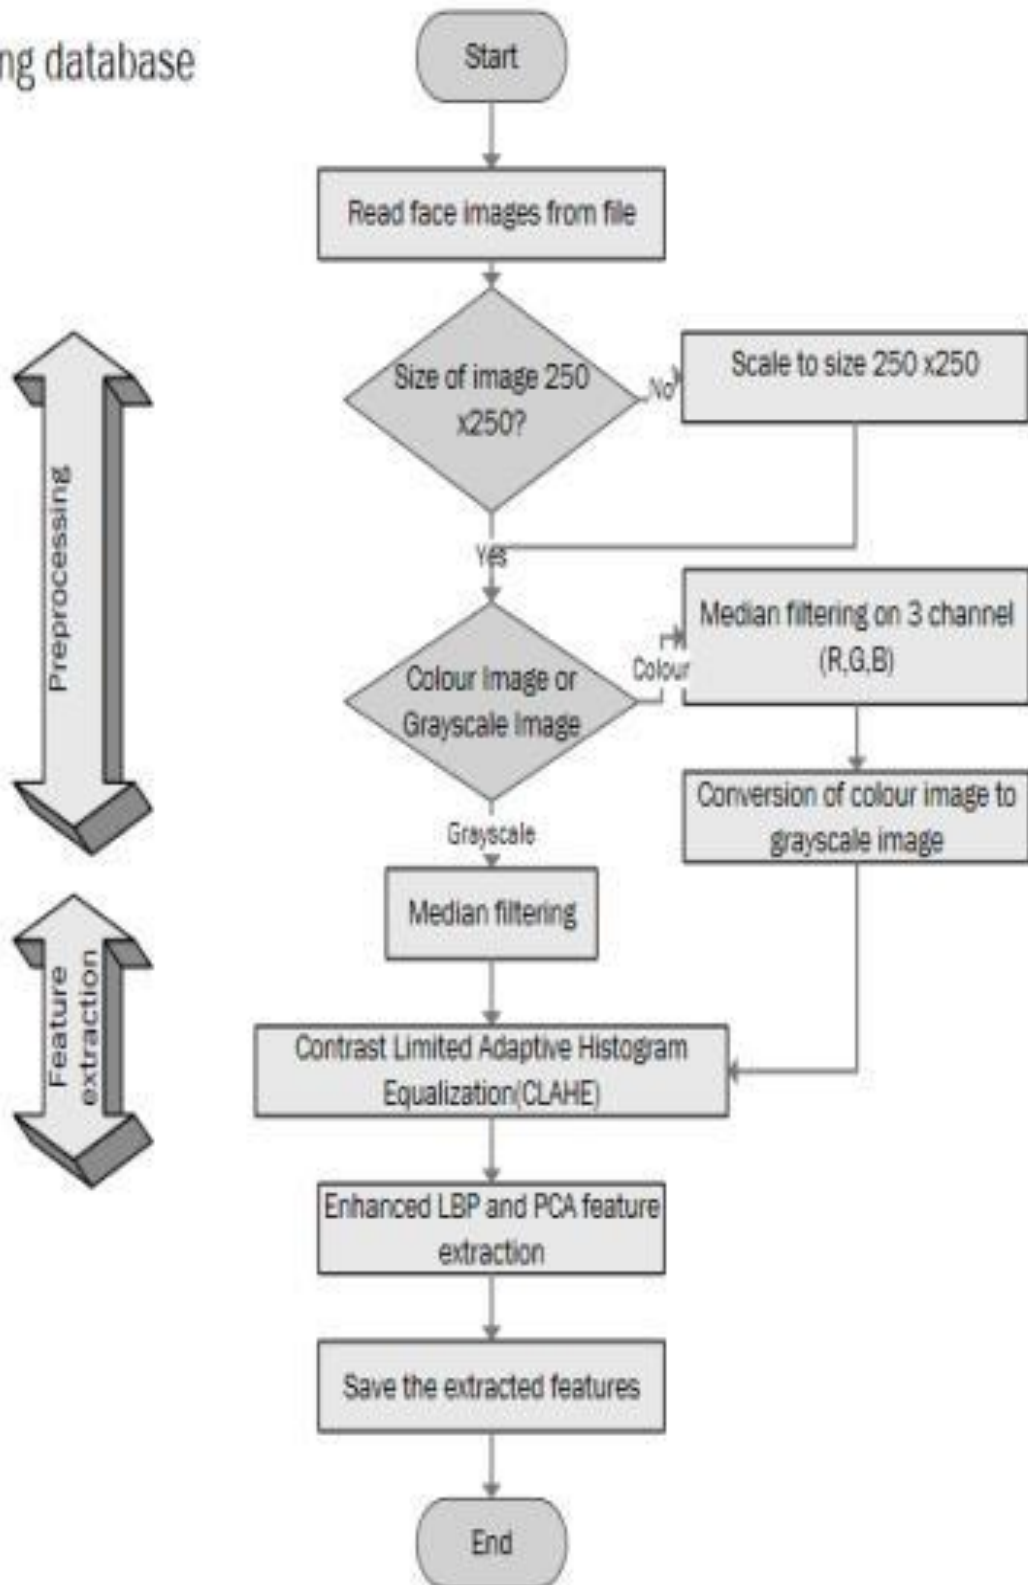 ng database
Start
Read face images from file
Size of image 250
x250?
No
Scale to size 250 x250
Yes
Colour Image or
Grayscale Image
Colour
Median filtering on 3 channel
(R,G,B)
Conversion of colour image to
grayscale image
Grayscale
Median filtering
Contrast Limited Adaptive Histogram
Equalization(CLAHE)
Enhanced LBP and PCA feature
extraction
Save the extracted features
End
Preprocessing
Feature
extraction